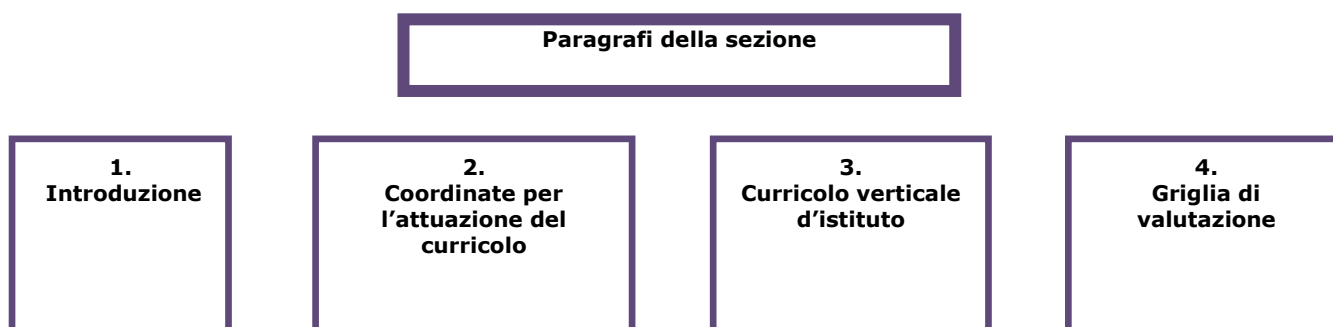 Paragrafi della sezione
1.
Introduzione
2.
Coordinate per
l’attuazione del
curricolo
3.
Curricolo verticale
d’istituto
4.
Griglia di
valutazione